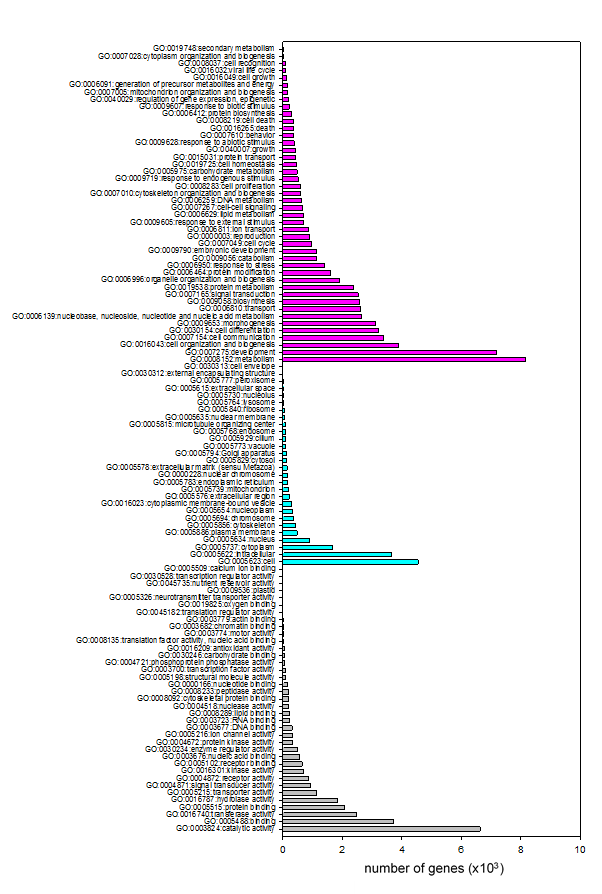 GO:0019748:secondary metabolism
GO:0007028:cytoplasm organization and biogenesis
GO:0008037:cell recognition
GO:0016032:viral life cycle
GO:0016049:cell growth
GO:0006091:generation of precursor metabolites and energy
GO:0007005:mitochondrion organization and biogenesis
GO:0040029:regulation of gene expression, epigenetic
GO:0009607:response to biotic stimulus
GO:0006412:protein biosynthesis
GO:0008219:cell death
GO:0016265:death
GO:0007610:behavior
GO:0009628:response to abiotic stimulus
GO:0040007:growth
GO:0015031:protein transport
GO:0019725:cell homeostasis
GO:0005975:carbohydrate metabolism
GO:0009719:response to endogenous stimulus
GO:0008283:cell proliferation
GO:0007010:cytoskeleton organization and biogenesis
GO:0006259:DNA metabolism
GO:0007267:cell-cell signaling
GO:0006629:lipid metabolism
GO:0009605:response to external stimulus
GO:0006811:ion transport
GO:0000003:reproduction
GO:0007049:cell cycle
GO:0009790:embryonic development
GO:0009056:catabolism
GO:0006950:response to stress
GO:0006464:protein modification
GO:0006996:organelle organization and biogenesis
GO:0019538:protein metabolism
GO:0007165:signal transduction
GO:0009058:biosynthesis
GO:0006810:transport
GO:0006139:nucleobase, nucleoside, nucleotide and nucleic acid metabolism
GO:0009653:morphogenesis
GO:0030154:cell differentiation
GO:0007154:cell communication
GO:0016043:cell organization and biogenesis
GO:0007275:development
GO:0008152:metabolism
GO:0030313:cell envelope
GO:0030312:external encapsulating structure
GO:0005777:peroxisome
GO:0005615:extracellular space
GO:0005730:nucleolus
GO:0005764:lysosome
GO:0005840:ribosome
GO:0005635:nuclear membrane
GO:0005815:microtubule organizing center
GO:0005768:endosome
GO:0005929:cilium
GO:0005773:vacuole
GO:0005794:Golgi apparatus
GO:0005829:cytosol
GO:0005578:extracellular matrix (sensu Metazoa)
GO:0000228:nuclear chromosome
GO:0005783:endoplasmic reticulum
GO:0005739:mitochondrion
GO:0005576:extracellular region
GO:0016023:cytoplasmic membrane-bound vesicle
GO:0005654:nucleoplasm
GO:0005694:chromosome
GO:0005856:cytoskeleton
GO:0005886:plasma membrane
GO:0005634:nucleus
GO:0005737:cytoplasm
GO:0005622:intracellular
GO:0005623:cell
GO:0005509:calcium ion binding
GO:0030528:transcription regulator activity
GO:0045735:nutrient reservoir activity
GO:0009536:plastid
GO:0005326:neurotransmitter transporter activity
GO:0019825:oxygen binding
GO:0045182:translation regulator activity
GO:0003779:actin binding
GO:0003682:chromatin binding
GO:0003774:motor activity
GO:0008135:translation factor activity, nucleic acid binding
GO:0016209:antioxidant activity
GO:0030246:carbohydrate binding
GO:0004721:phosphoprotein phosphatase activity
GO:0003700:transcription factor activity
GO:0005198:structural molecule activity
GO:0000166:nucleotide binding
GO:0008233:peptidase activity
GO:0008092:cytoskeletal protein binding
GO:0004518:nuclease activity
GO:0008289:lipid binding
GO:0003723:RNA binding
GO:0003677:DNA binding
GO:0005216:ion channel activity
GO:0004672:protein kinase activity
GO:0030234:enzyme regulator activity
GO:0003676:nucleic acid binding
GO:0005102:receptor binding
GO:0016301:kinase activity
GO:0004872:receptor activity
GO:0004871:signal transducer activity
GO:0005215:transporter activity
GO:0016787:hydrolase activity
GO:0005515:protein binding
GO:0016740:transferase activity
GO:0005488:binding
GO:0003824:catalytic activity
0 2 4 6 8 10
number of genes (x10³)